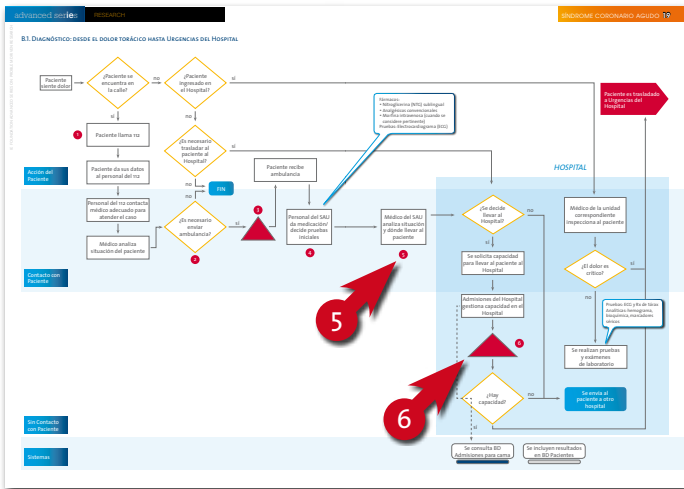 advanced series
RESEARCH
SÍNDROME CORONARIO AGUDO 19
B.1. DIAGNÓSTICO: DESDE EL DOLOR TORÁCICO HASTA URGENCIAS DEL HOSPITAL
Paciente
siente dolor
¿Paciente se
encuentra en
la calle?
no
¿Paciente
ingresado en
el Hospital?
sí
sí
no
1
Paciente llama 112
Paciente da sus datos
al personal del 112
Personal del 112 contacta
médico adecuado para
atender el caso
Médico analiza
situación del paciente
¿Es necesario
trasladar al
paciente al
Hospital?
sí
no
FIN
no
¿Es necesario
enviar
ambulancia?
2
sí
3
Paciente recibe
ambulancia
Fármacos:
• Nitroglicerina (NTG) sublingual
• Analgésicos convencionales
• Morfina intravenosa (cuando se
considere pertinente)
Pruebas: Electrocardiograma (ECG)
Personal del SAU
da medicación/
decide pruebas
iniciales
4
Médico del SAU
analiza situación
y dónde llevar al
paciente
5
5
HOSPITAL
¿Se decide
llevar al
Hospital?
no
sí
Se solicita capacidad
para llevar al paciente al
Hospital
Admisiones del Hospital
gestiona capacidad en el
Hospital
6
6
¿Hay
capacidad?
no
sí
Paciente es trasladado
a Urgencias del
Hospital
Médico de la unidad
correspondiente
inspecciona al paciente
¿El dolor es
crítico?
sí
no
Pruebas: ECG y Rx de tórax
Analítica: hemograma,
bioquímica, marcadores
séricos
Se realizan pruebas
y exámenes
de laboratorio
Se envía al
paciente a otro
hospital
Se consulta BD
Admisiones para cama
Se incluyen resultados
en BD Pacientes
Acción del
Paciente
Contacto con
Paciente
Sin Contacto
con Paciente
Sistemas